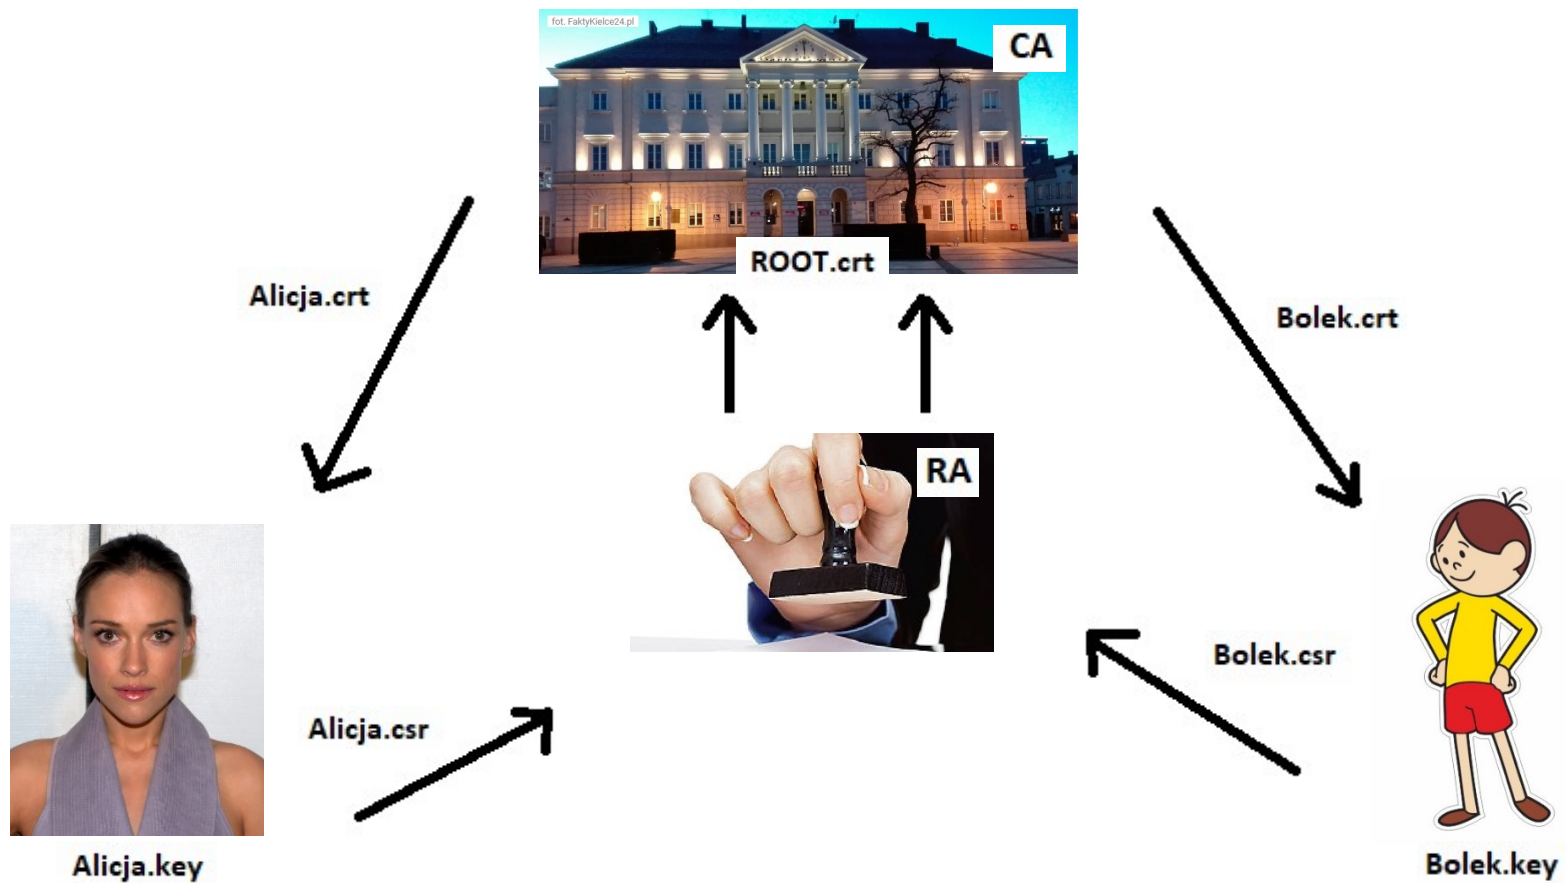 fot. FaktyKielce24.pl
CA
ROOT.crt
Alicja.crt
Bolek.crt
RA
Bolek.csr
Alicja.csr
Alicja.key
Bolek.key